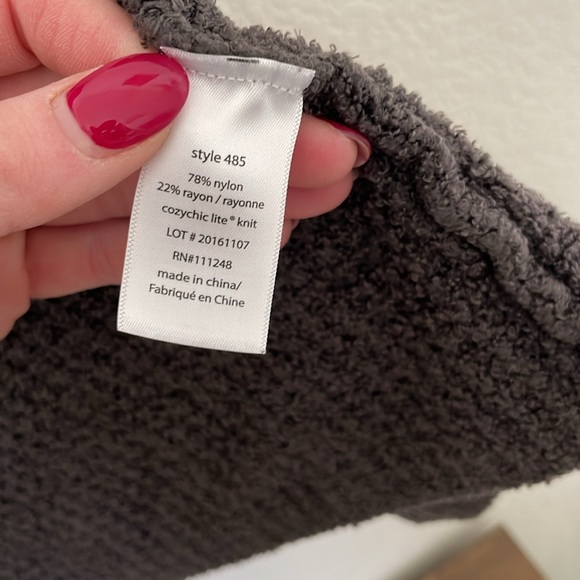 style 485
78% nylon
22% rayon / rayonne
cozychic lite® knit
LOT # 20161107
RN#111248
made in china/
Fabriqué en Chine